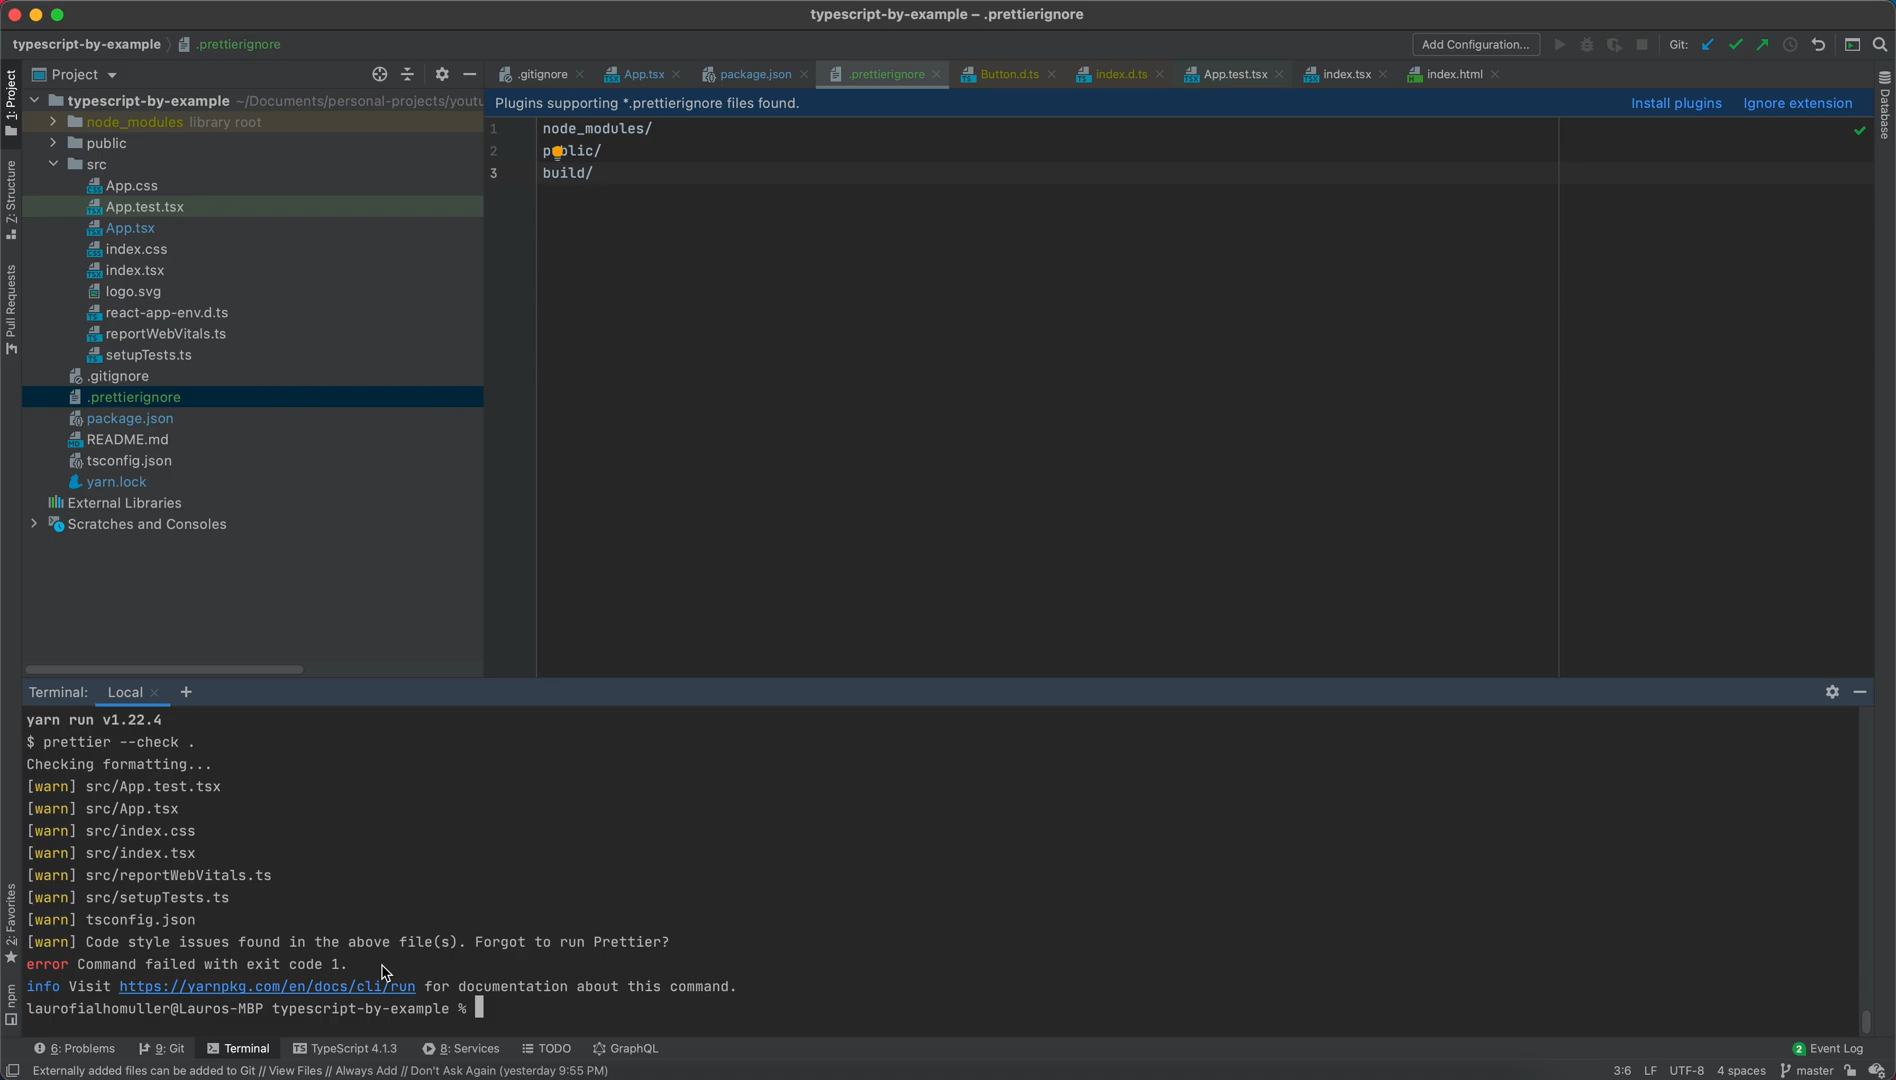 typescript-by-example – .prettierignore
typescript-by-example
.prettierignore
Add Configuration...
Git:
Project
.gitignore
App.tsx
package.json
.prettierignore
Button.d.ts
index.d.ts
App.test.tsx
index.tsx
index.html
Plugins supporting *.prettierignore files found.
Install plugins
Ignore extension
1: Project
Z: Structure
Pull Requests
2: Favorites
npm
Database
typescript-by-example ~/Documents/personal-projects/youtu
node_modules library root
public
src
App.css
App.test.tsx
App.tsx
index.css
index.tsx
logo.svg
react-app-env.d.ts
reportWebVitals.ts
setupTests.ts
.gitignore
.prettierignore
package.json
README.md
tsconfig.json
yarn.lock
External Libraries
Scratches and Consoles
1 node_modules/
2 public/
3 build/
Terminal: Local
yarn run v1.22.4
$ prettier --check .
Checking formatting...
[warn] src/App.test.tsx
[warn] src/App.tsx
[warn] src/index.css
[warn] src/index.tsx
[warn] src/reportWebVitals.ts
[warn] src/setupTests.ts
[warn] tsconfig.json
[warn] Code style issues found in the above file(s). Forgot to run Prettier?
error Command failed with exit code 1.
info Visit https://yarnpkg.com/en/docs/cli/run for documentation about this command.
laurofialhomuller@Lauros-MBP typescript-by-example %
6: Problems
9: Git
Terminal
TypeScript 4.1.3
8: Services
TODO
GraphQL
2 Event Log
Externally added files can be added to Git // View Files // Always Add // Don't Ask Again (yesterday 9:55 PM)
3:6 LF UTF-8 4 spaces master